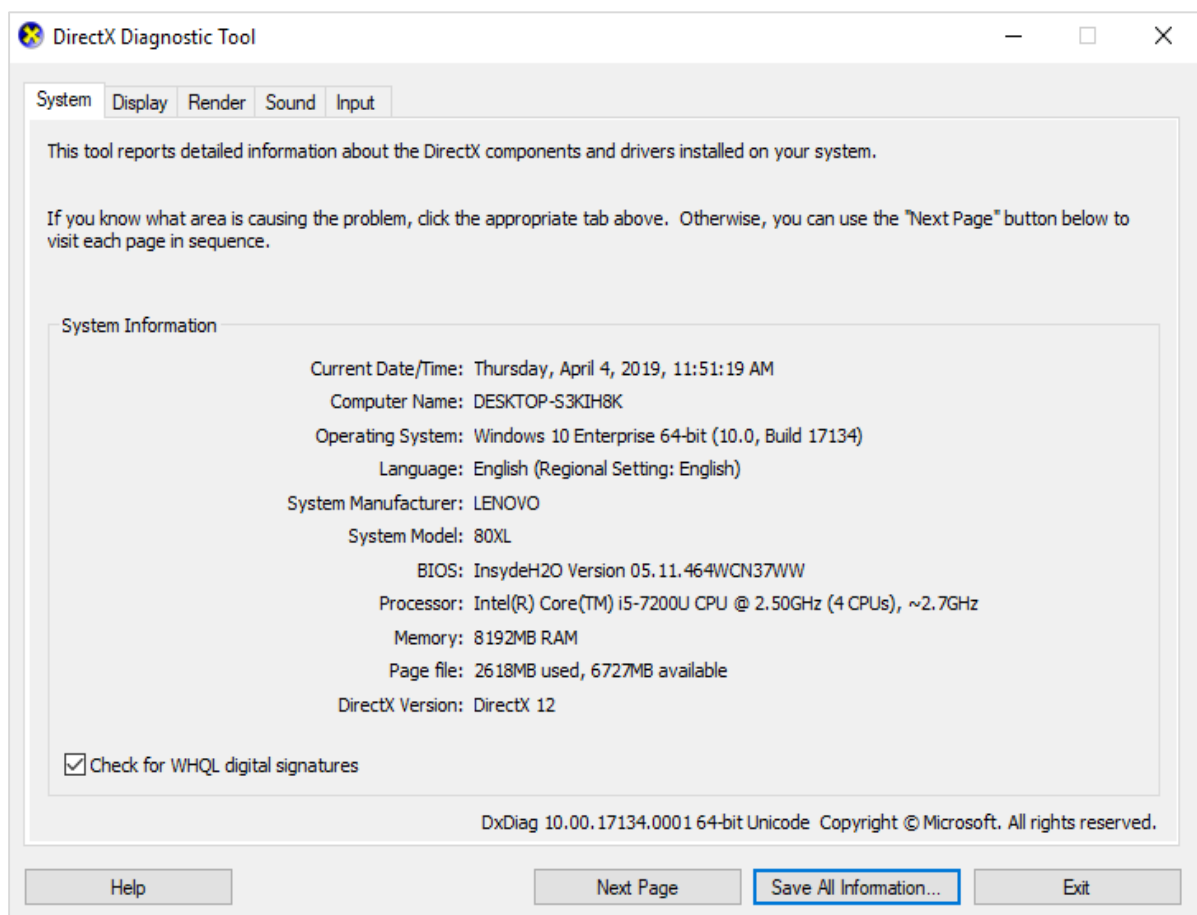 DirectX Diagnostic Tool
System Display Render Sound Input
This tool reports detailed information about the DirectX components and drivers installed on your system.
If you know what area is causing the problem, click the appropriate tab above.  Otherwise, you can use the "Next Page" button below to
visit each page in sequence.
System Information
Current Date/Time: Thursday, April 4, 2019, 11:51:19 AM
Computer Name: DESKTOP-S3KIH8K
Operating System: Windows 10 Enterprise 64-bit (10.0, Build 17134)
Language: English (Regional Setting: English)
System Manufacturer: LENOVO
System Model: 80XL
BIOS: InsydeH2O Version 05.11.464WCN37WW
Processor: Intel(R) Core(TM) i5-7200U CPU @ 2.50GHz (4 CPUs), ~2.7GHz
Memory: 8192MB RAM
Page file: 2618MB used, 6727MB available
DirectX Version: DirectX 12
Check for WHQL digital signatures
DxDiag 10.00.17134.0001 64-bit Unicode  Copyright © Microsoft. All rights reserved.
Help Next Page Save All Information... Exit